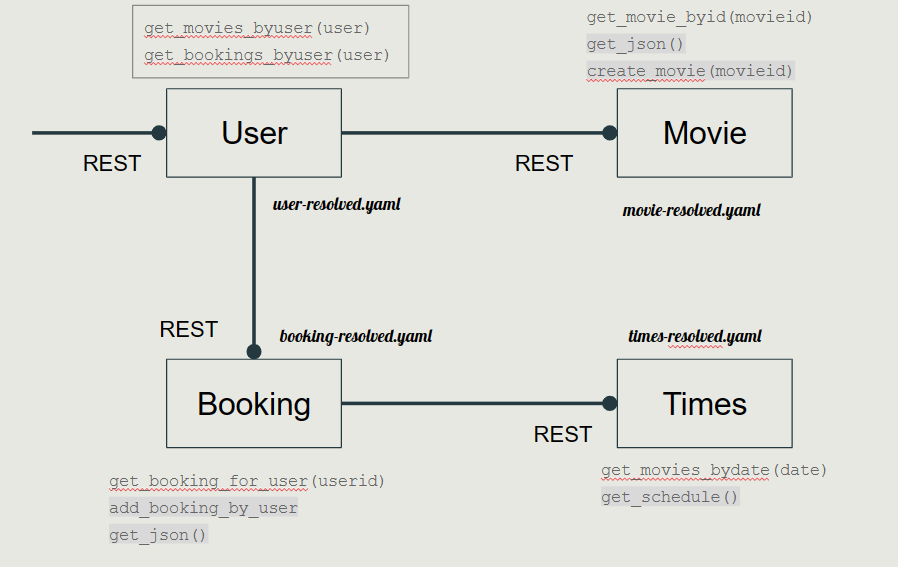 get_movies_byuser(user)
get_bookings_byuser(user)
get_movie_byid(movieid)
get_json()
create_movie(movieid)
User
Movie
REST
REST
user-resolved.yaml
movie-resolved.yaml
REST
booking-resolved.yaml
times-resolved.yaml
Booking
Times
REST
get_booking_for_user(userid)
add_booking_by_user
get_json()
get_movies_bydate(date)
get_schedule()